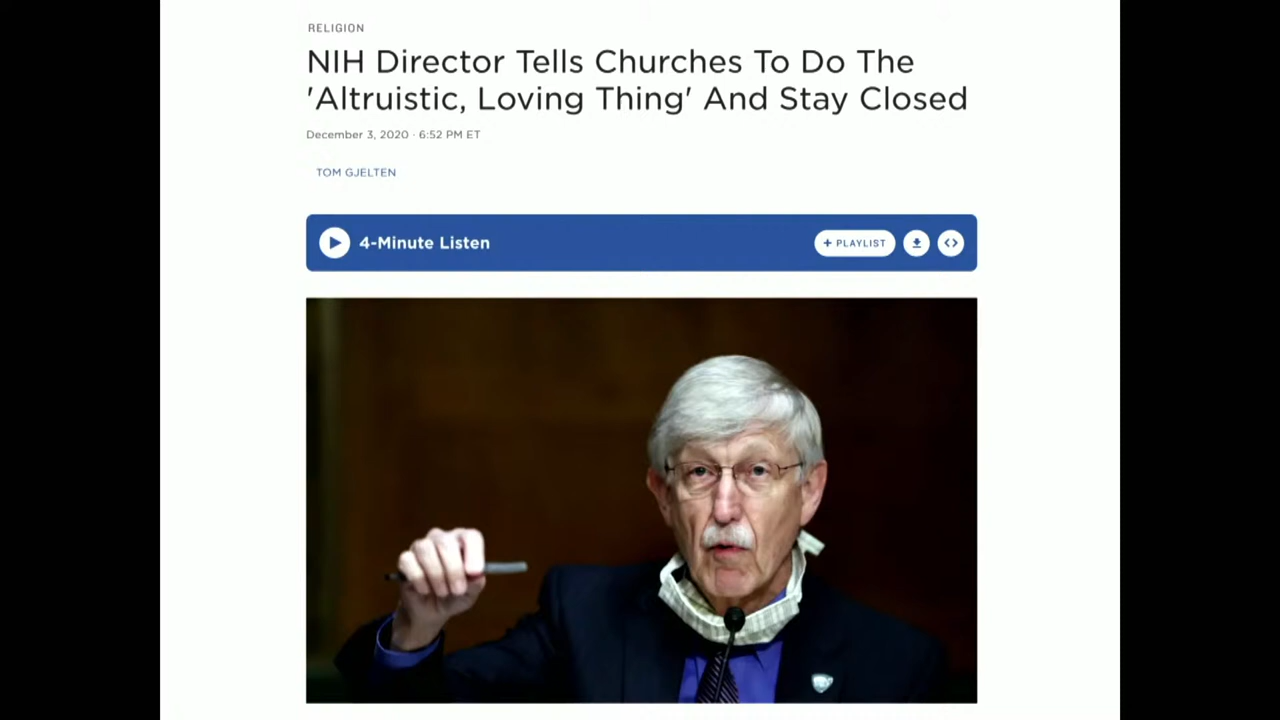 RELIGION
NIH Director Tells Churches To Do The
'Altruistic, Loving Thing' And Stay Closed
December 3, 2020 · 6:52 PM ET
TOM GJELTEN
4-Minute Listen
+ PLAYLIST